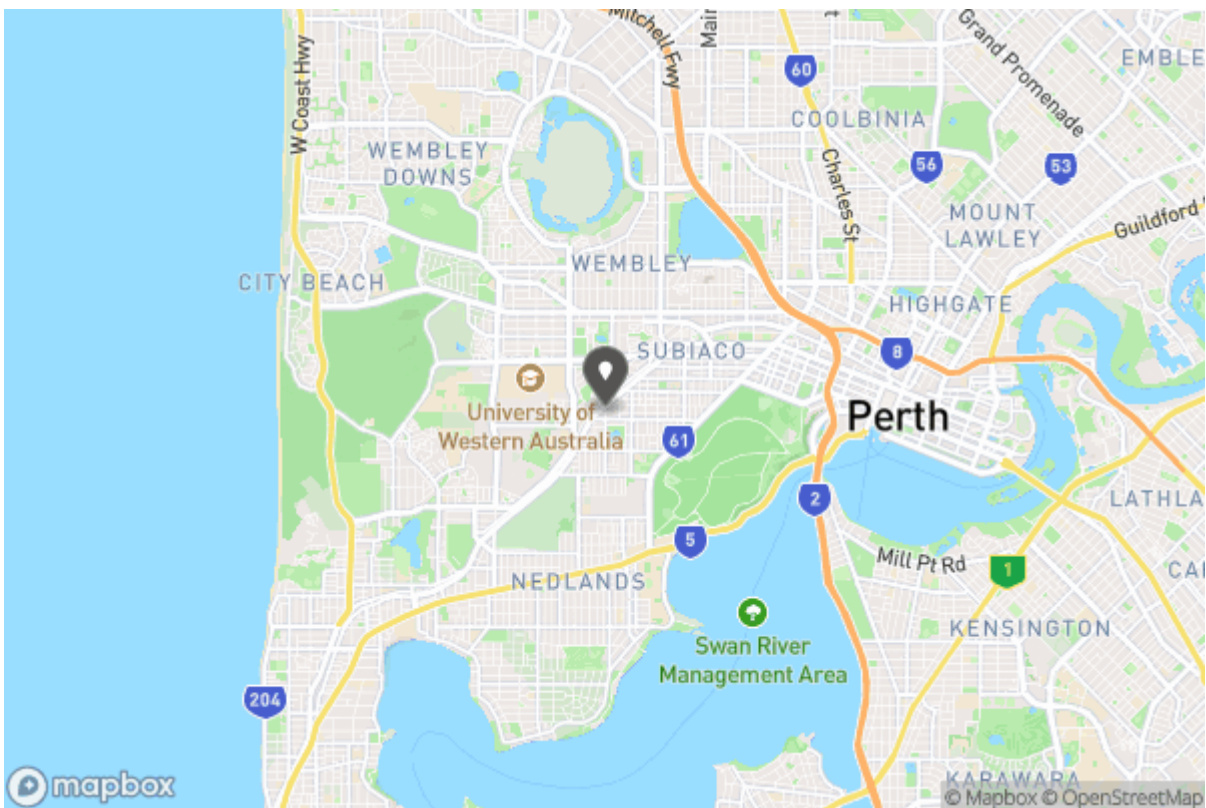 Mitchell Fwy
Main
t
Grand Promenade
EMBLE
W Coast Hwy
60
COOLBINIA
WEMBLEY
DOWNS
Charles St
56
53
MOUNT
LAWLEY
Guildford
CITY BEACH
WEMBLEY
HIGHGATE
SUBIACO
8
University of
Western Australia
Perth
61
2
LATHLA
5
Mill Pt Rd
1
CA
NEDLANDS
KENSINGTON
Swan River
Management Area
204
KARAWARA
mapbox
© Mapbox © OpenStreetMap